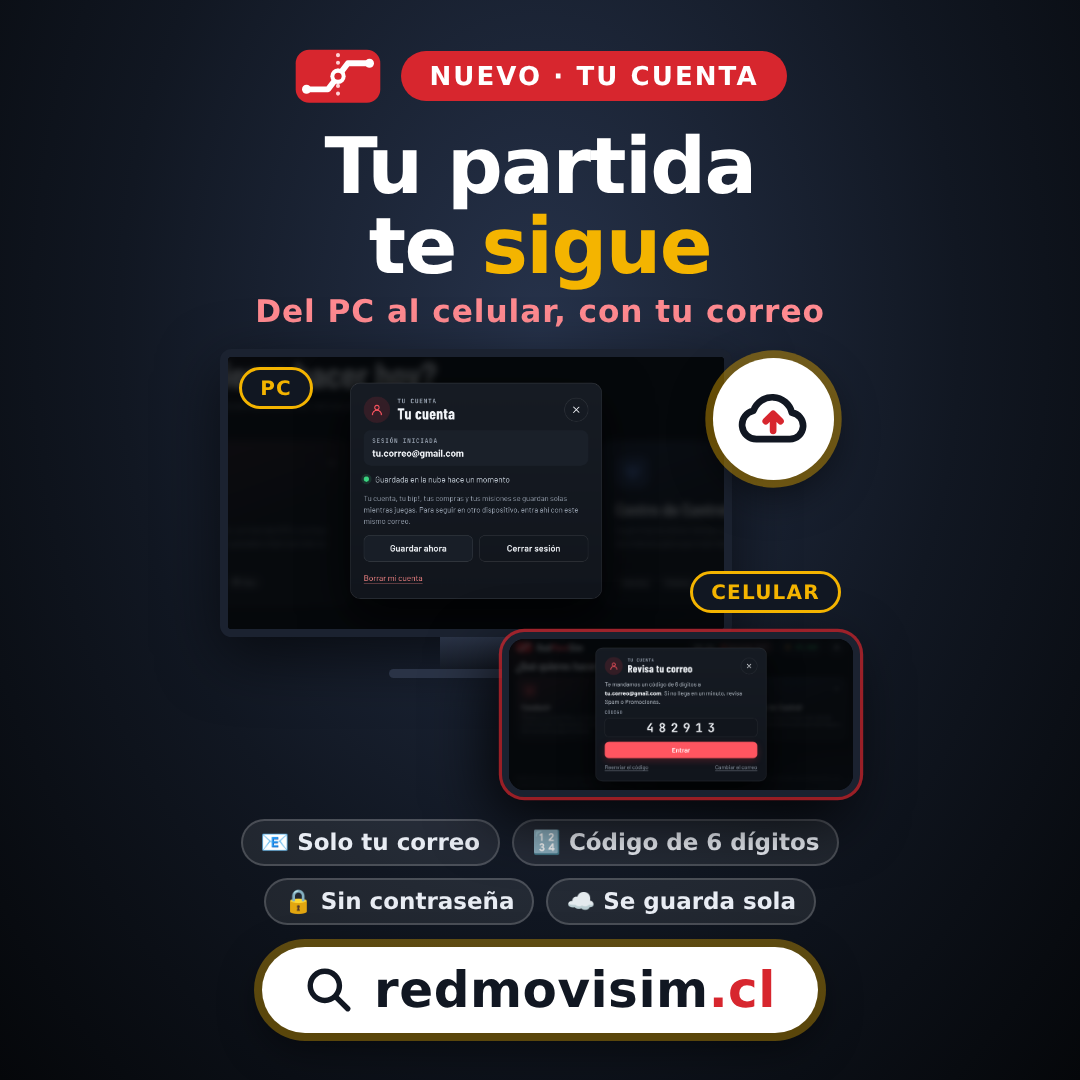 NUEVO · TU CUENTA
Tu partida
te sigue
Del PC al celular, con tu correo
PC
TU CUENTA
Tu cuenta
SESIÓN INICIADA
tu.correo@gmail.com
Guardada en la nube hace un momento
Tu cuenta, tu bip!, tus compras y tus misiones se guardan solas
mientras juegas. Para seguir en otro dispositivo, entra ahí con este
mismo correo.
Guardar ahora
Cerrar sesión
Borrar mi cuenta
CELULAR
TU CUENTA
Revisa tu correo
Te mandamos un código de 6 dígitos a
tu.correo@gmail.com. Si no llega en un minuto, revisa
Spam o Promociones.
CÓDIGO
482913
Entrar
Reenviar el código
Cambiar el correo
Solo tu correo
Código de 6 dígitos
Sin contraseña
Se guarda sola
redmovisim.cl